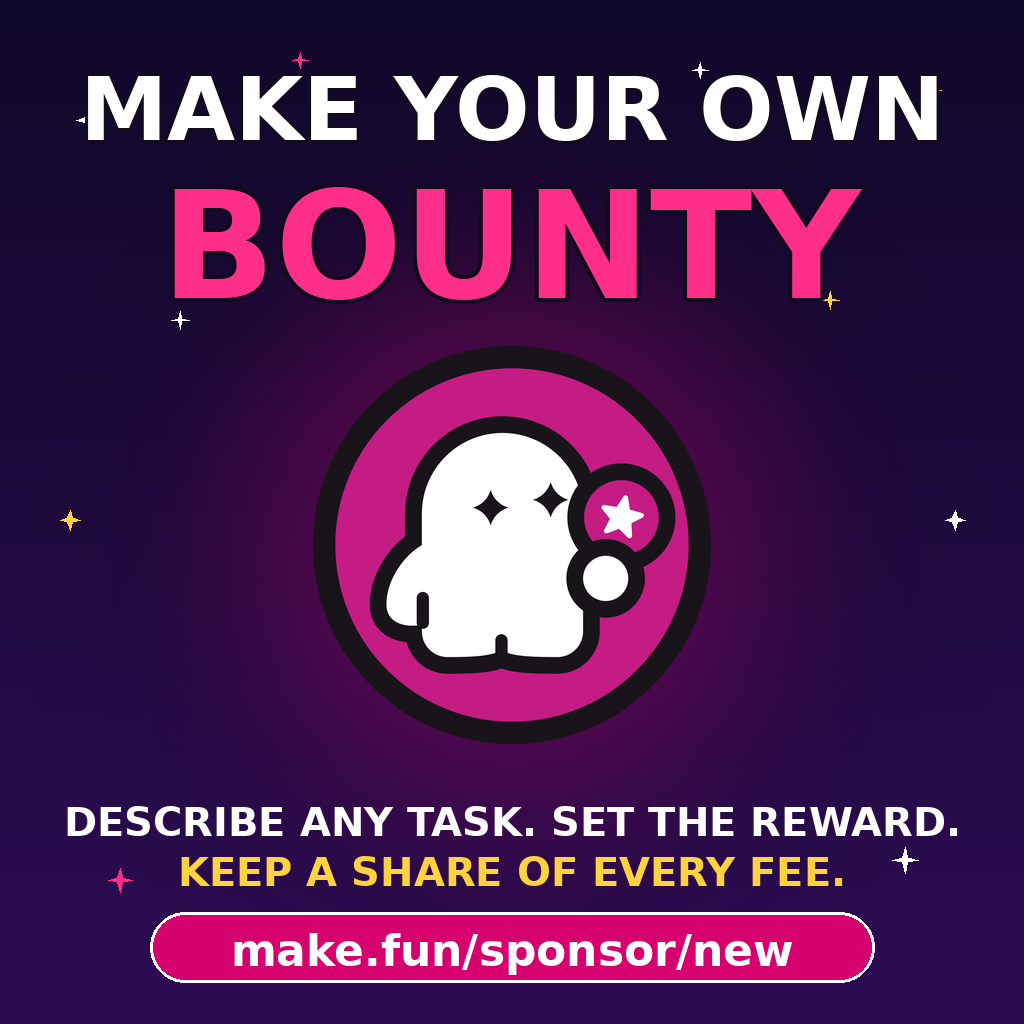 MAKE YOUR OWN
BOUNTY
DESCRIBE ANY TASK. SET THE REWARD.
KEEP A SHARE OF EVERY FEE.
make.fun/sponsor/new